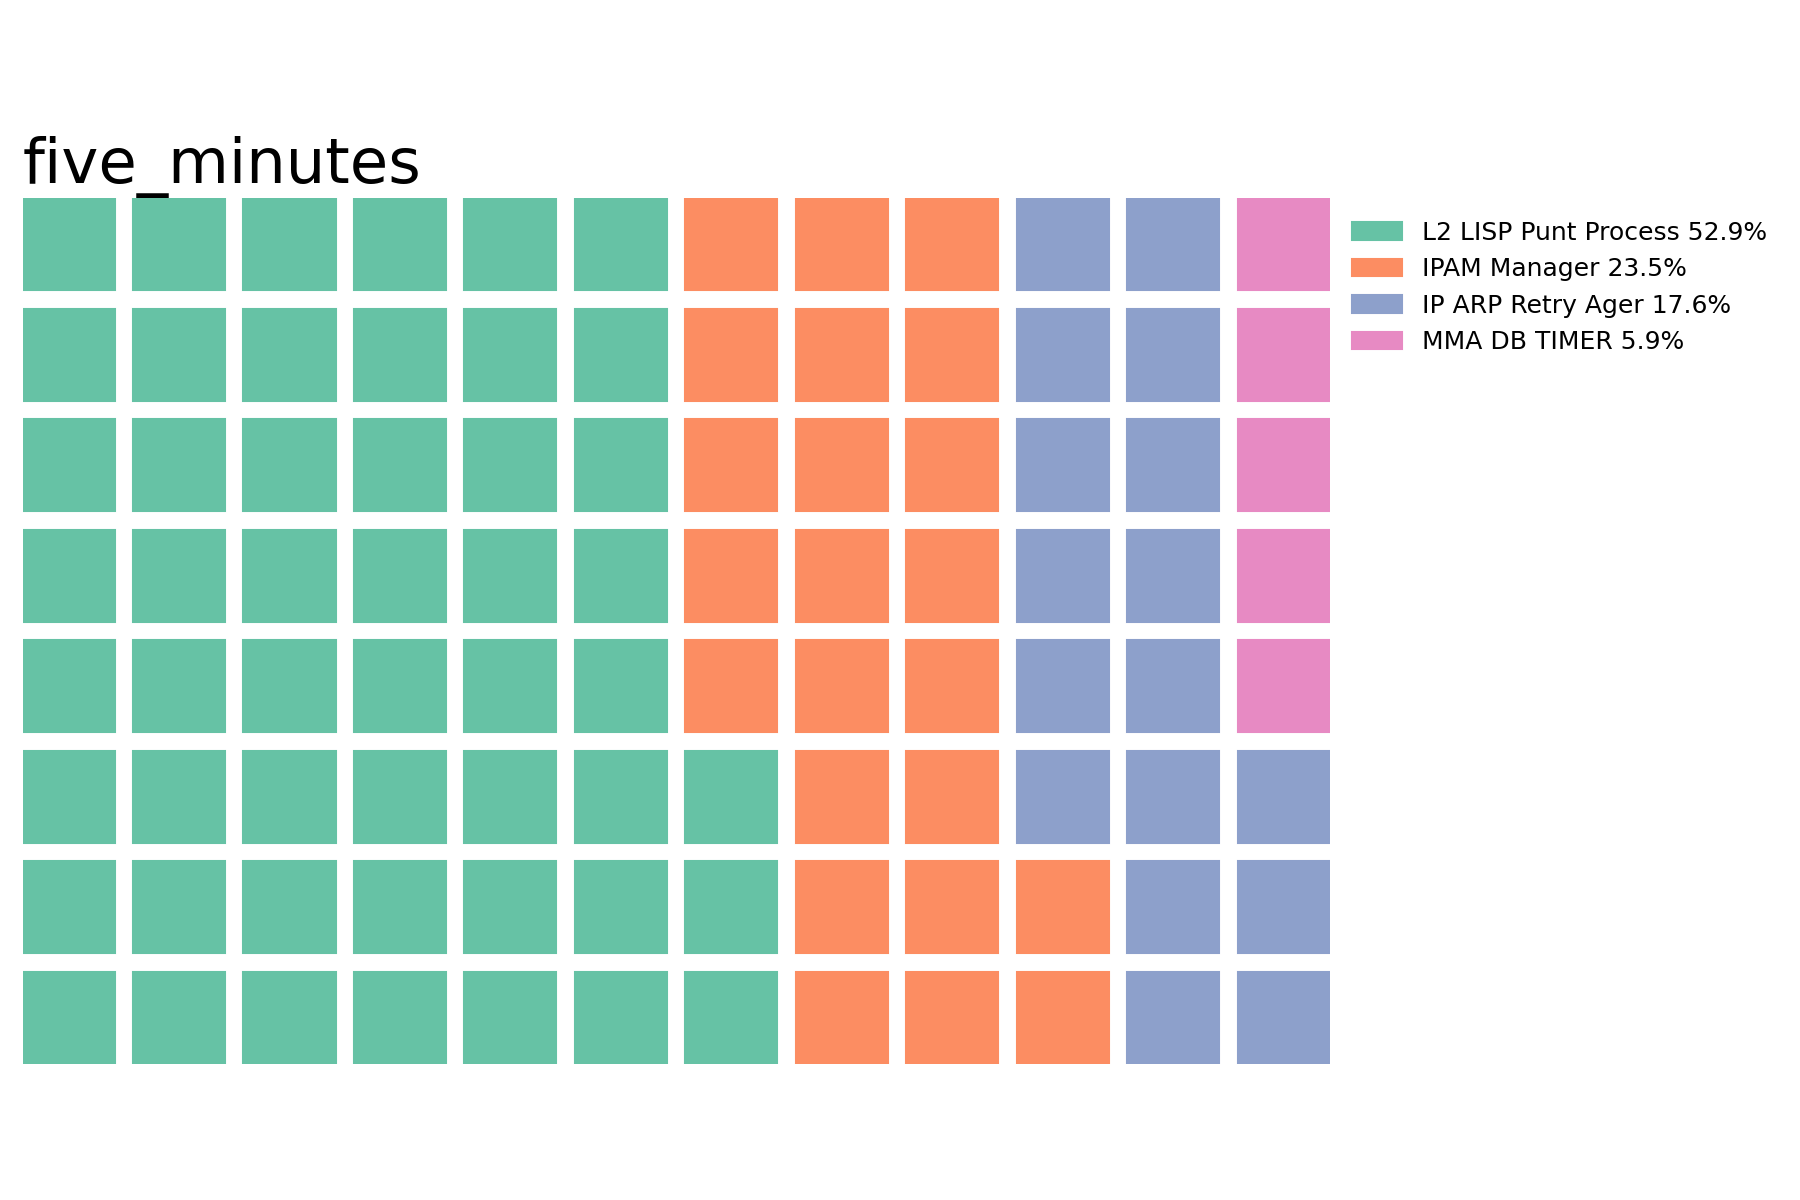 five_minutes
L2 LISP Punt Process 52.9%
IPAM Manager 23.5%
IP ARP Retry Ager 17.6%
MMA DB TIMER 5.9%